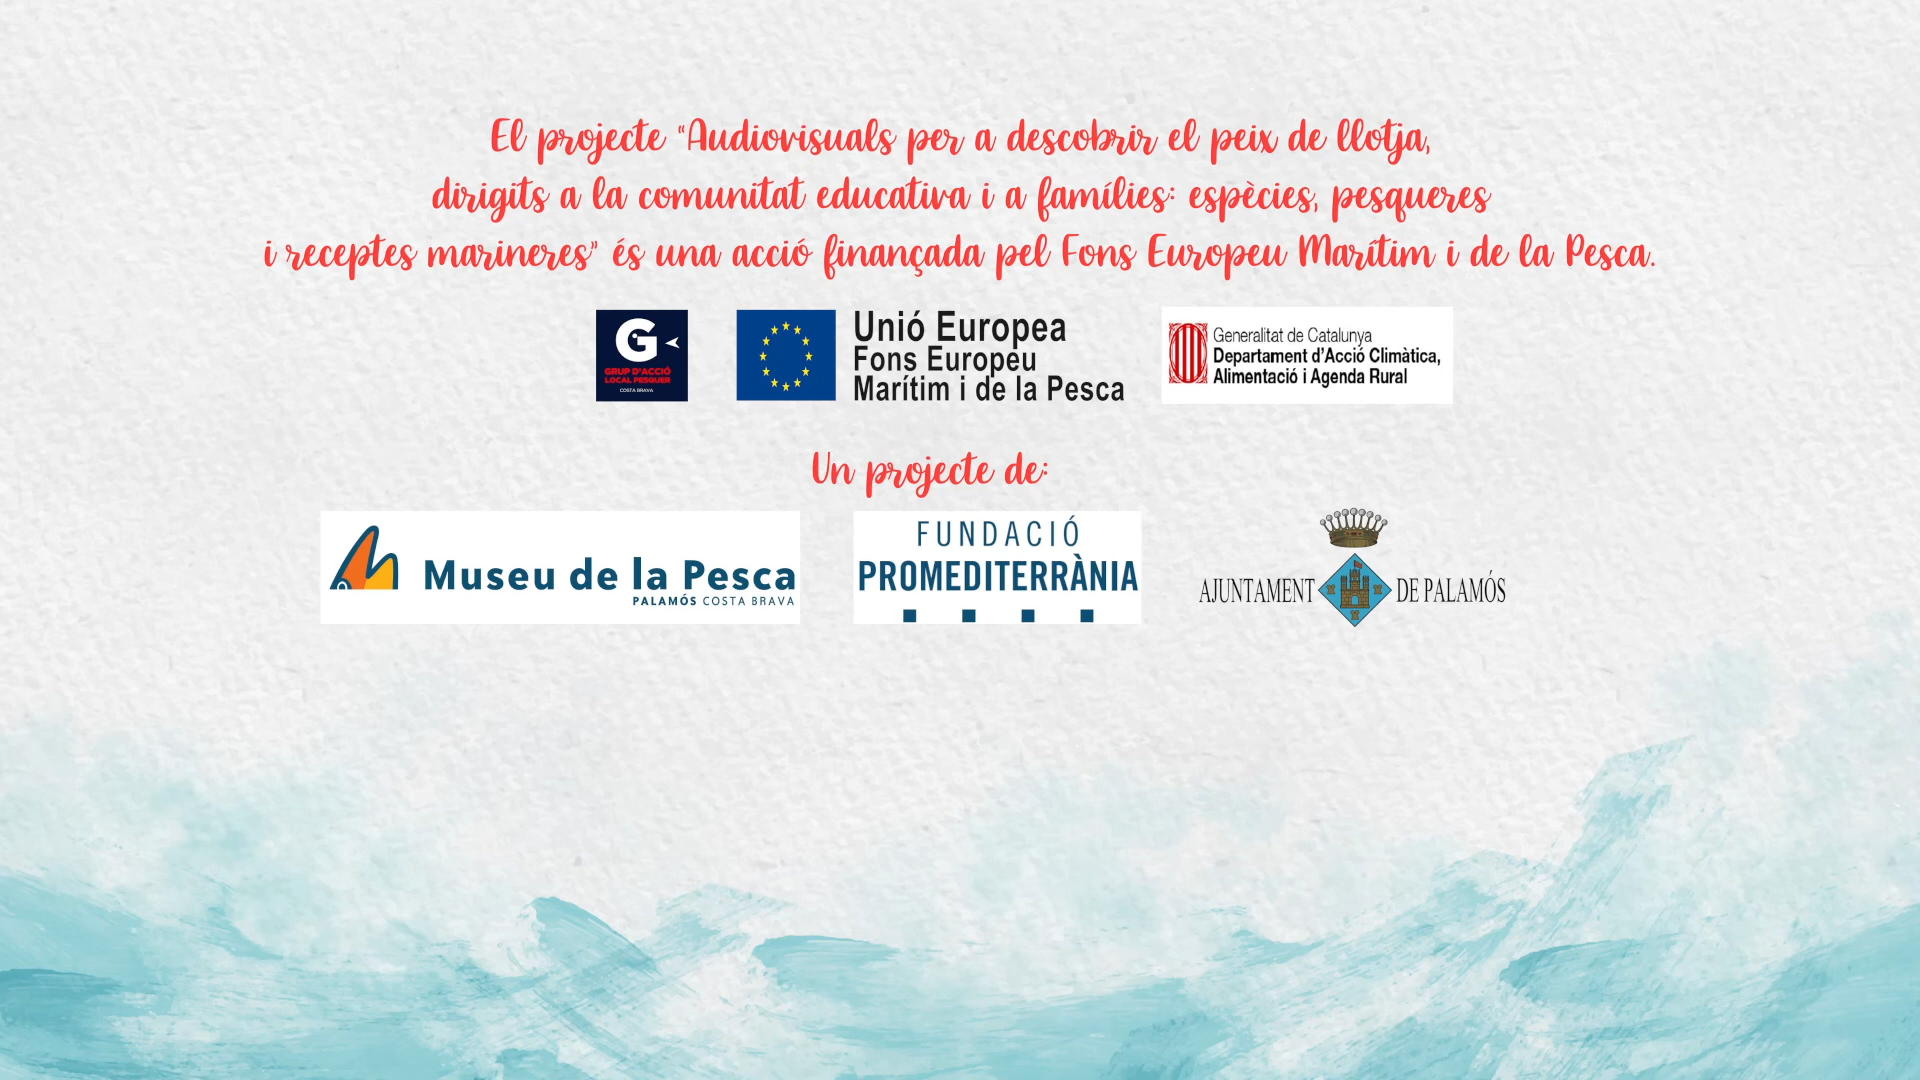 El projecte “Audiovisuals per a descobrir el peix de llotja,
dirigits a la comunitat educativa i a famílies: espècies, pesqueres
i receptes marineres” és una acció finançada pel Fons Europeu Marítim i de la Pesca.
G
GRUP D'ACCIÓ
LOCAL PESQUER
COSTA BRAVA
Unió Europea
Fons Europeu
Marítim i de la Pesca
Generalitat de Catalunya
Departament d'Acció Climàtica,
Alimentació i Agenda Rural
Un projecte de:
Museu de la Pesca
PALAMÓS COSTA BRAVA
FUNDACIÓ
PROMEDITERRÀNIA
AJUNTAMENT DE PALAMÓS